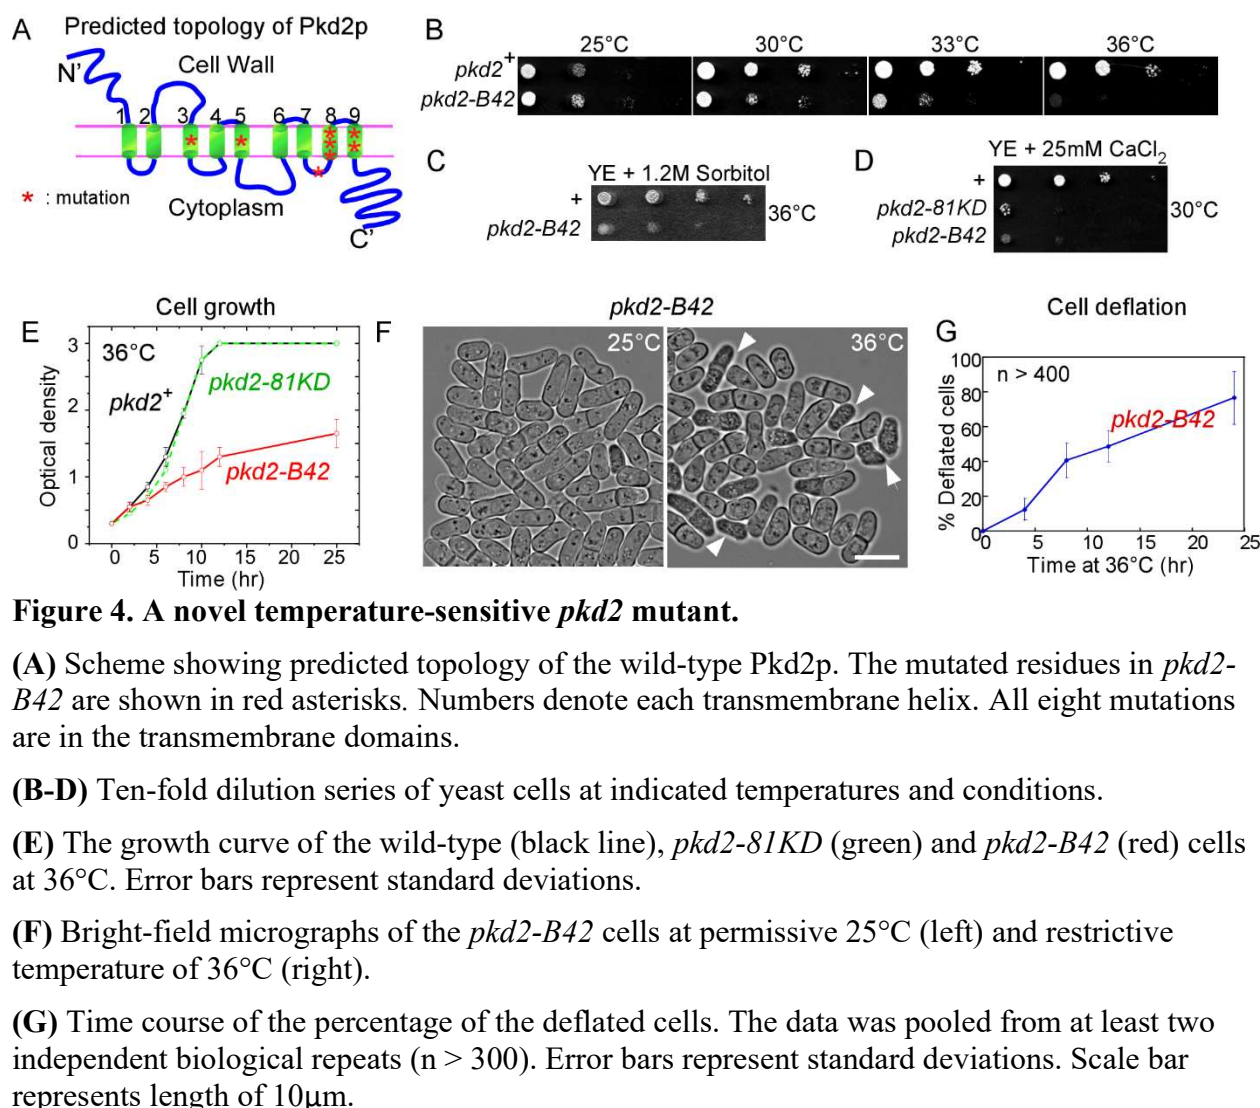 A
Predicted topology of Pkd2p
N’
Cell Wall
1 2 3 4 5 6 7 8 9
* : mutation
Cytoplasm
C’
B
25°C 30°C 33°C 36°C
pkd2+
pkd2-B42
C
YE + 1.2M Sorbitol
+
pkd2-B42
36°C
D
YE + 25mM CaCl2
+
pkd2-81KD
pkd2-B42
30°C
E
Cell growth
36°C
pkd2+
pkd2-81KD
pkd2-B42
Optical density
3
2
1
0
0 5 10 15 20 25
Time (hr)
F
pkd2-B42
25°C
36°C
G
Cell deflation
n > 400
pkd2-B42
% Deflated cells
100
80
60
40
20
0
0 5 10 15 20 25
Time at 36°C (hr)
Figure 4. A novel temperature-sensitive pkd2 mutant.
(A) Scheme showing predicted topology of the wild-type Pkd2p. The mutated residues in pkd2-
B42 are shown in red asterisks. Numbers denote each transmembrane helix. All eight mutations
are in the transmembrane domains.
(B-D) Ten-fold dilution series of yeast cells at indicated temperatures and conditions.
(E) The growth curve of the wild-type (black line), pkd2-81KD (green) and pkd2-B42 (red) cells
at 36°C. Error bars represent standard deviations.
(F) Bright-field micrographs of the pkd2-B42 cells at permissive 25°C (left) and restrictive
temperature of 36°C (right).
(G) Time course of the percentage of the deflated cells. The data was pooled from at least two
independent biological repeats (n > 300). Error bars represent standard deviations. Scale bar
represents length of 10μm.